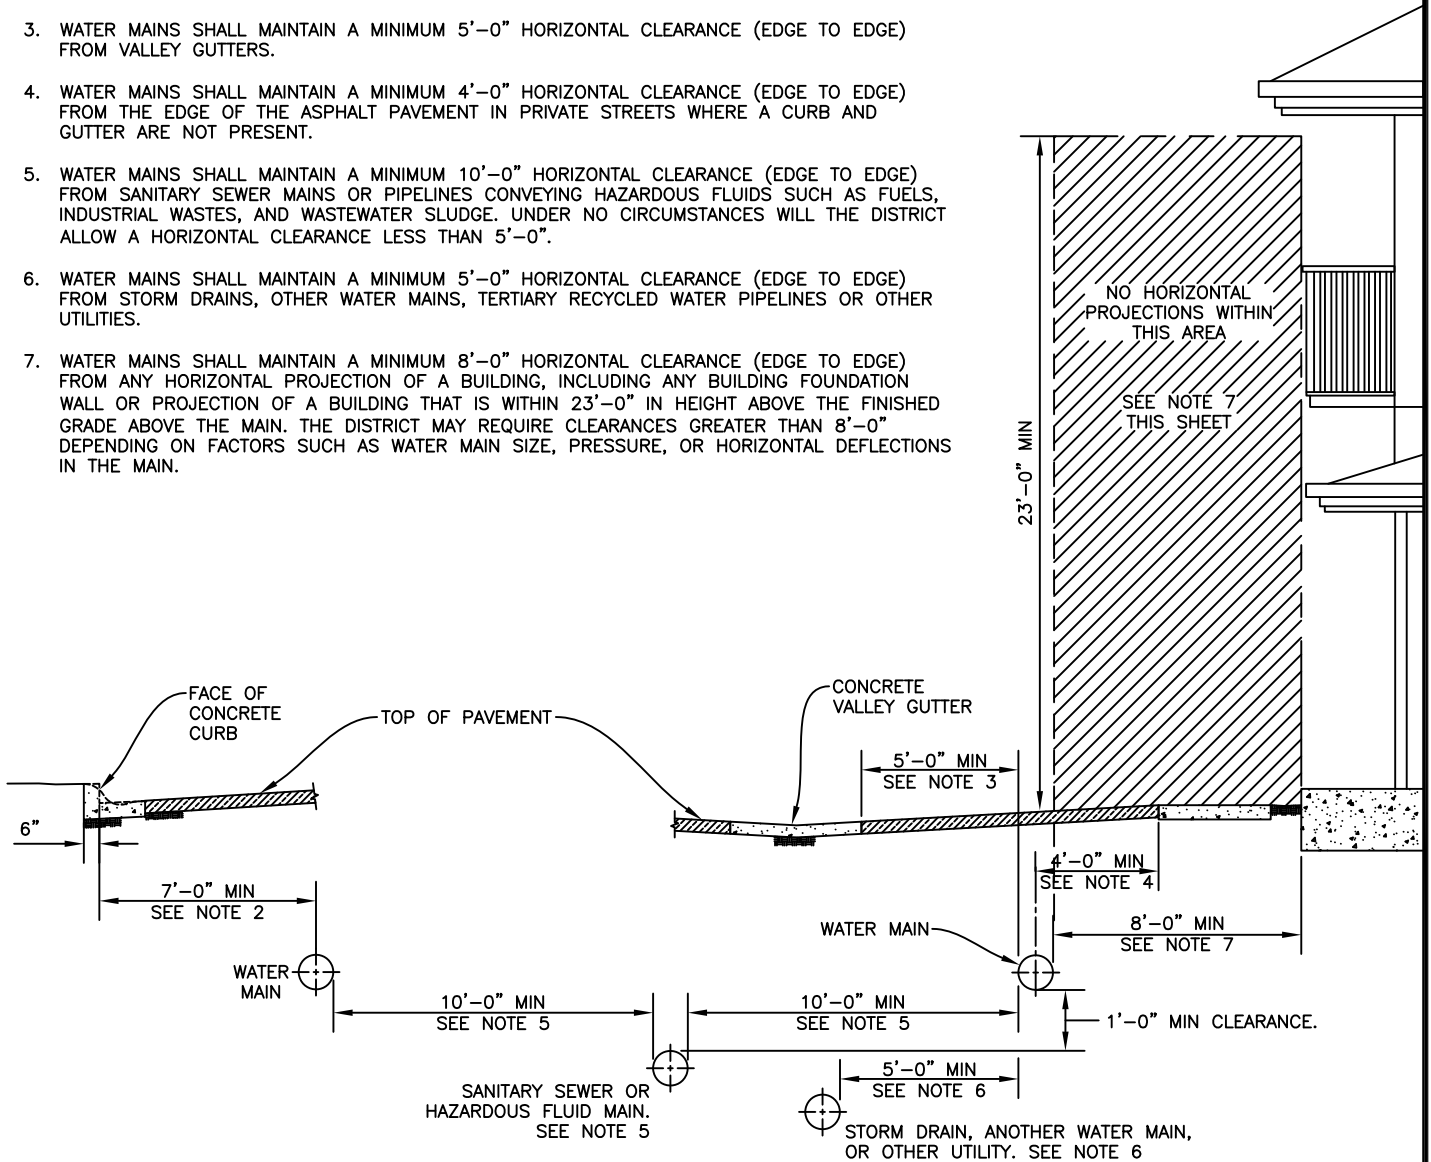 3. WATER MAINS SHALL MAINTAIN A MINIMUM 5'-0" HORIZONTAL CLEARANCE (EDGE TO EDGE)
FROM VALLEY GUTTERS.
4. WATER MAINS SHALL MAINTAIN A MINIMUM 4'-0" HORIZONTAL CLEARANCE (EDGE TO EDGE)
FROM THE EDGE OF THE ASPHALT PAVEMENT IN PRIVATE STREETS WHERE A CURB AND
GUTTER ARE NOT PRESENT.
5. WATER MAINS SHALL MAINTAIN A MINIMUM 10'-0" HORIZONTAL CLEARANCE (EDGE TO EDGE)
FROM SANITARY SEWER MAINS OR PIPELINES CONVEYING HAZARDOUS FLUIDS SUCH AS FUELS,
INDUSTRIAL WASTES, AND WASTEWATER SLUDGE. UNDER NO CIRCUMSTANCES WILL THE DISTRICT
ALLOW A HORIZONTAL CLEARANCE LESS THAN 5'-0".
6. WATER MAINS SHALL MAINTAIN A MINIMUM 5'-0" HORIZONTAL CLEARANCE (EDGE TO EDGE)
FROM STORM DRAINS, OTHER WATER MAINS, TERTIARY RECYCLED WATER PIPELINES OR OTHER
UTILITIES.
7. WATER MAINS SHALL MAINTAIN A MINIMUM 8'-0" HORIZONTAL CLEARANCE (EDGE TO EDGE)
FROM ANY HORIZONTAL PROJECTION OF A BUILDING, INCLUDING ANY BUILDING FOUNDATION
WALL OR PROJECTION OF A BUILDING THAT IS WITHIN 23'-0" IN HEIGHT ABOVE THE FINISHED
GRADE ABOVE THE MAIN. THE DISTRICT MAY REQUIRE CLEARANCES GREATER THAN 8'-0"
DEPENDING ON FACTORS SUCH AS WATER MAIN SIZE, PRESSURE, OR HORIZONTAL DEFLECTIONS
IN THE MAIN.
NO HORIZONTAL
PROJECTIONS WITHIN
THIS AREA
SEE NOTE 7
THIS SHEET
23'-0" MIN
FACE OF
CONCRETE
CURB
TOP OF PAVEMENT
CONCRETE
VALLEY GUTTER
5'-0" MIN
SEE NOTE 3
6"
4'-0" MIN
SEE NOTE 4
7'-0" MIN
SEE NOTE 2
WATER MAIN
8'-0" MIN
SEE NOTE 7
WATER
MAIN
10'-0" MIN
SEE NOTE 5
10'-0" MIN
SEE NOTE 5
1'-0" MIN CLEARANCE.
5'-0" MIN
SEE NOTE 6
SANITARY SEWER OR
HAZARDOUS FLUID MAIN.
SEE NOTE 5
STORM DRAIN, ANOTHER WATER MAIN,
OR OTHER UTILITY. SEE NOTE 6